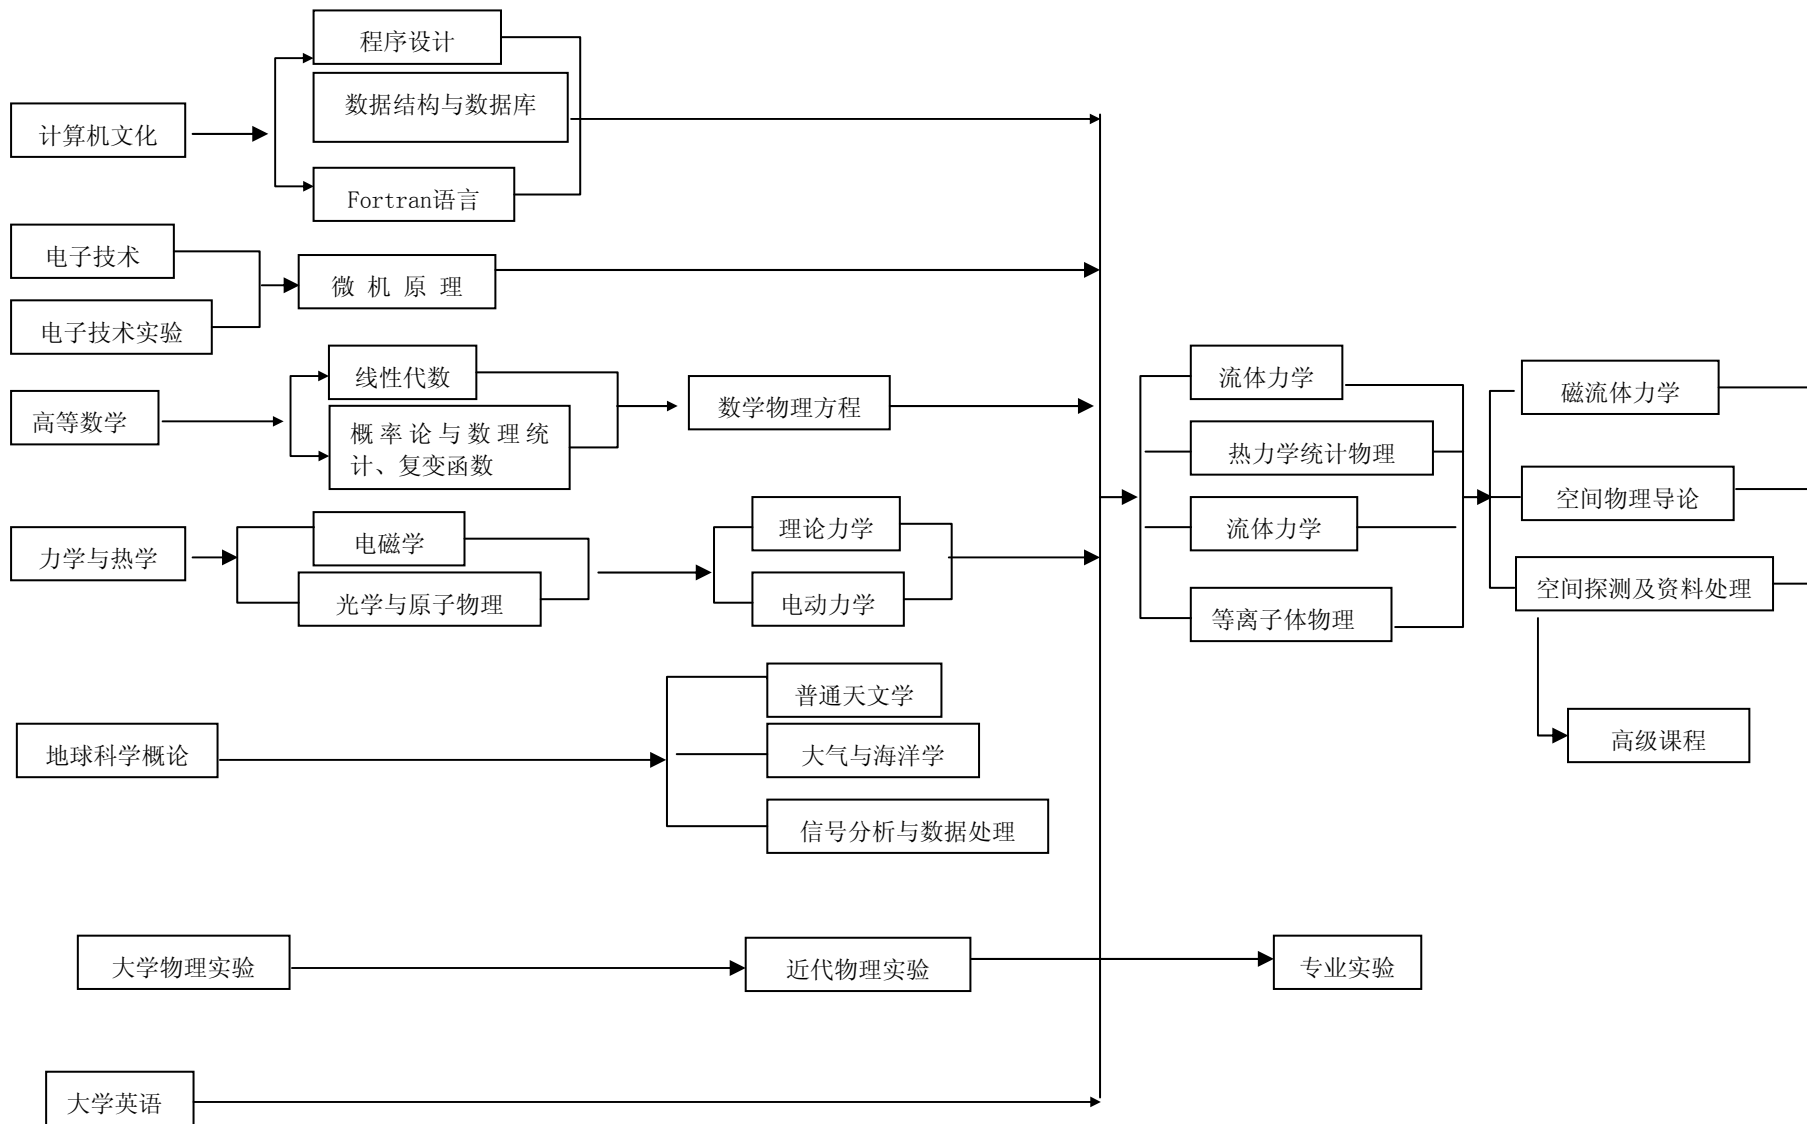 程序设计
数据结构与数据库
计算机文化
Fortran语言
电子技术
微 机 原 理
电子技术实验
线性代数
高等数学
概率论与数理统
计、复变函数
数学物理方程
流体力学
磁流体力学
热力学统计物理
空间物理导论
力学与热学
电磁学
理论力学
流体力学
光学与原子物理
电动力学
等离子体物理
空间探测及资料处理
普通天文学
地球科学概论
大气与海洋学
高级课程
信号分析与数据处理
大学物理实验
近代物理实验
专业实验
大学英语